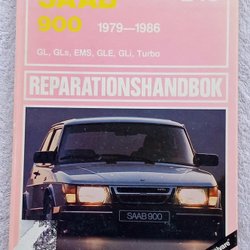 SAAB
900 1979—1986
GL, GLs, EMS, GLE, GLi, Turbo
REPARATIONSHANDBOK
SAAB 900